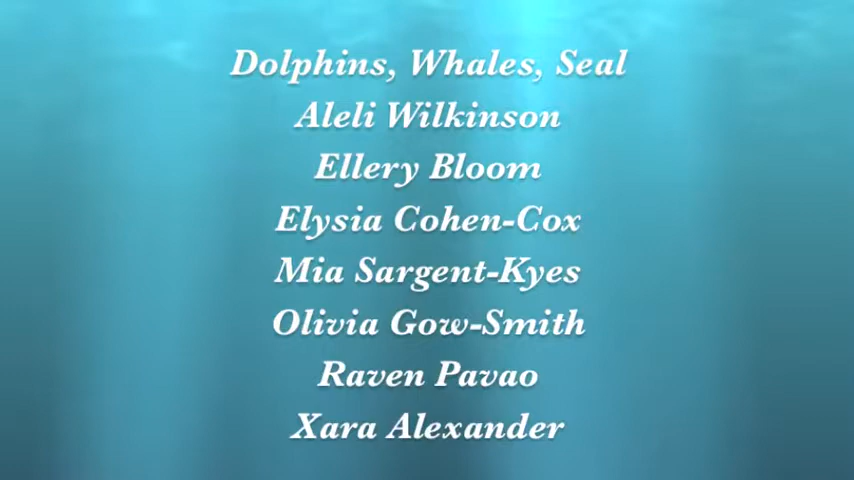 Dolphins, Whales, Seal
Aleli Wilkinson
Ellery Bloom
Elysia Cohen-Cox
Mia Sargent-Kyes
Olivia Gow-Smith
Raven Pavao
Xara Alexander